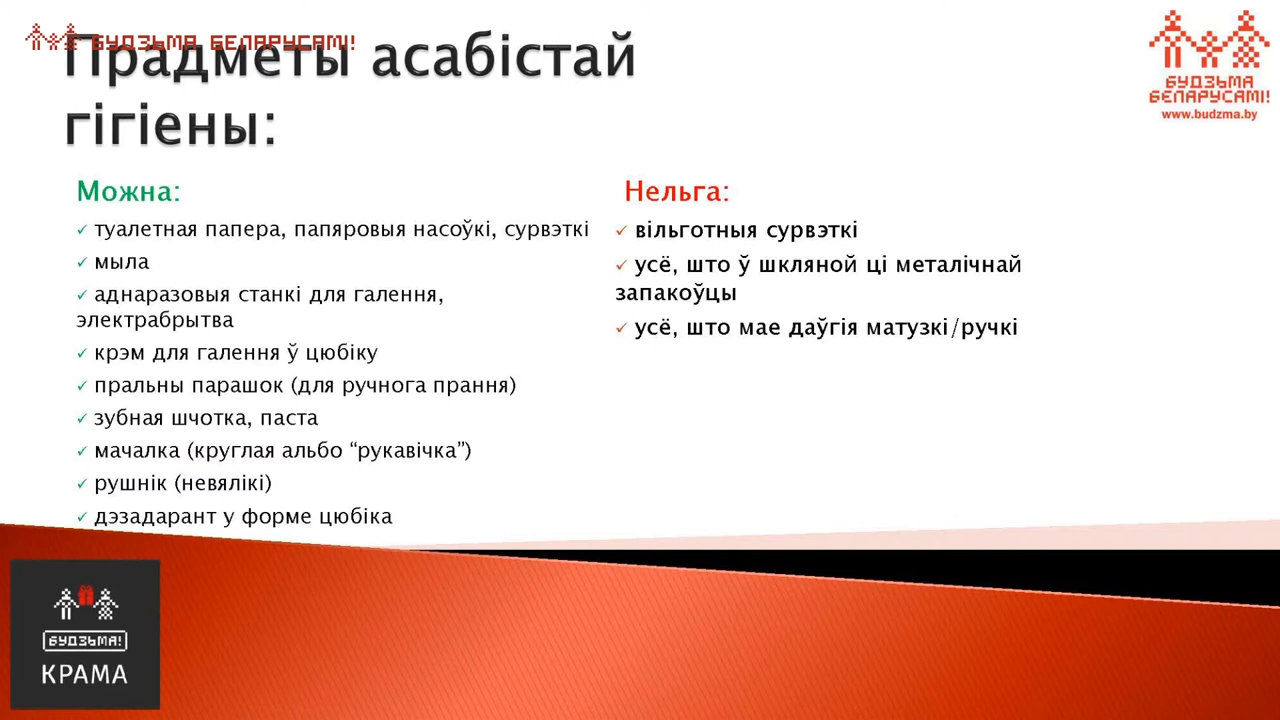 БУДЗЬМА БЕЛАРУСАМІ!
Прадметы асабістай
гігіены:
БУДЗЬМА
БЕЛАРУСАМІ!
www.budzma.by
Можна:
✓ туалетная папера, папяровыя насоўкі, сурвэткі
✓ мыла
✓ аднаразовыя станкі для галення,
электрабрытва
✓ крэм для галення ў цюбіку
✓ пральны парашок (для ручнога прання)
✓ зубная шчотка, паста
✓ мачалка (круглая альбо “рукавічка”)
✓ рушнік (невялікі)
✓ дэзадарант у форме цюбіка
Нельга:
✓ вільготныя сурвэткі
✓ усё, што ў шкляной ці металічнай
запакоўцы
✓ усё, што мае даўгія матузкі/ручкі
БУДЗЬМА!
КРАМА